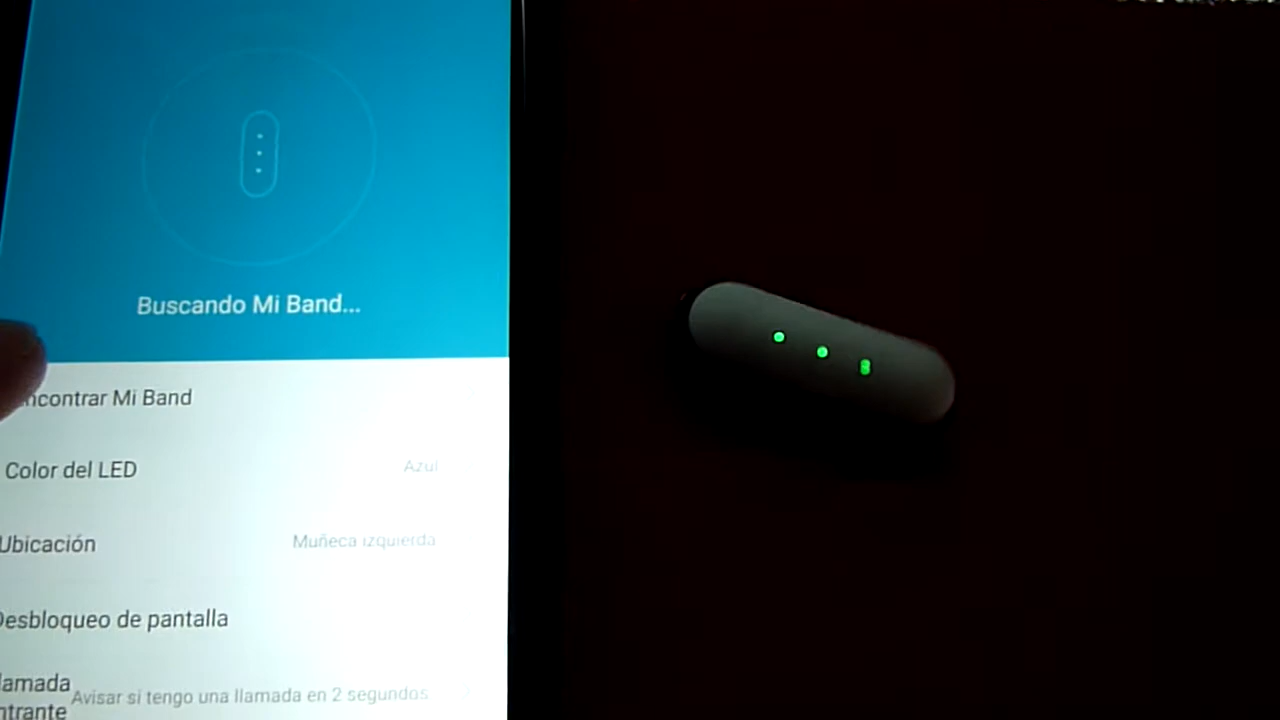 Buscando Mi Band...
ncontrar Mi Band
Color del LED Azul
Ubicación Muñeca izquierda
Desbloqueo de pantalla
lamada Avisar si tengo una llamada en 2 segundos
ntrante